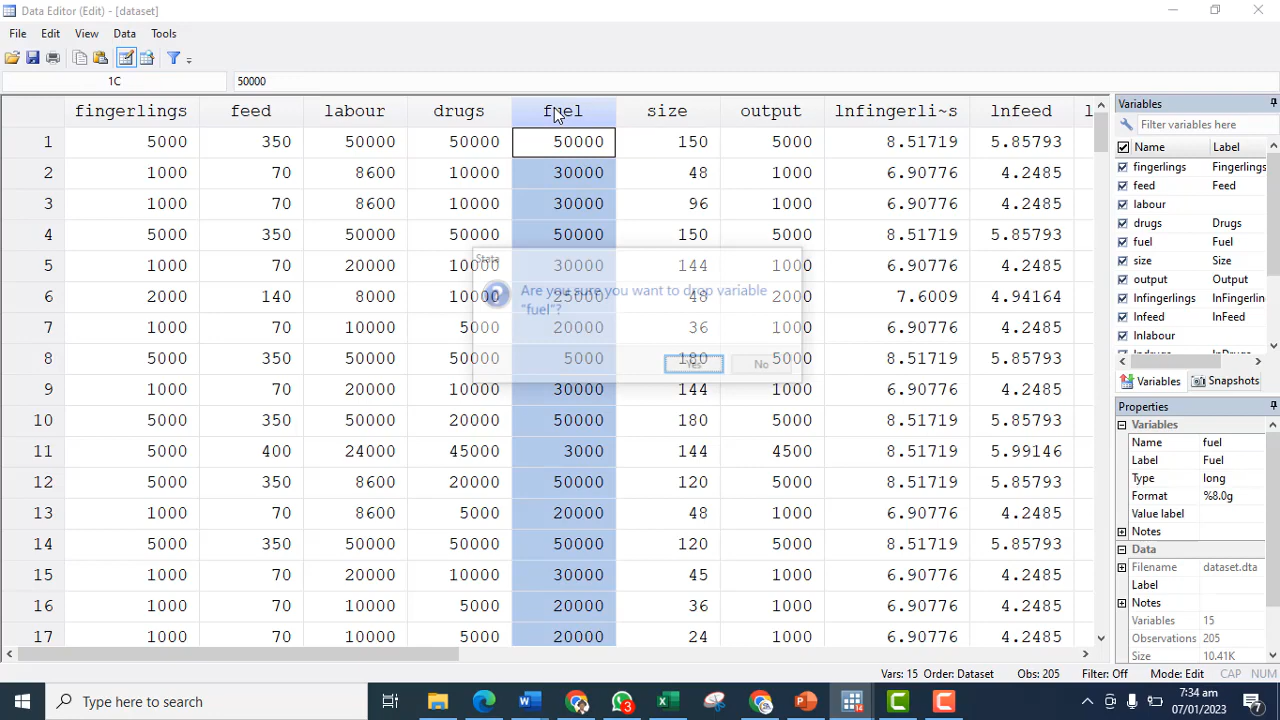 Data Editor (Edit) - [dataset]
File Edit View Data Tools
1C 50000
fingerlings feed labour drugs fuel size output lnfingerli~s lnfeed l
1 5000 350 50000 50000 50000 150 5000 8.51719 5.85793
2 1000 70 8600 10000 30000 48 1000 6.90776 4.2485
3 1000 70 8600 10000 30000 96 1000 6.90776 4.2485
4 5000 350 50000 50000 50000 150 5000 8.51719 5.85793
5 1000 70 20000 10000 30000 144 1000 6.90776 4.2485
6 2000 140 8000 10000 25000 48 2000 7.6009 4.94164
7 1000 70 10000 5000 20000 36 1000 6.90776 4.2485
8 5000 350 50000 50000 5000 180 5000 8.51719 5.85793
9 1000 70 20000 10000 30000 144 1000 6.90776 4.2485
10 5000 350 50000 20000 50000 180 5000 8.51719 5.85793
11 5000 400 24000 45000 3000 144 4500 8.51719 5.99146
12 5000 350 8600 20000 50000 120 5000 8.51719 5.85793
13 1000 70 8600 5000 20000 48 1000 6.90776 4.2485
14 5000 350 50000 50000 50000 120 5000 8.51719 5.85793
15 1000 70 20000 10000 30000 45 1000 6.90776 4.2485
16 1000 70 10000 5000 20000 36 1000 6.90776 4.2485
17 1000 70 10000 5000 20000 24 1000 6.90776 4.2485
Stata
Are you sure you want to drop variable
"fuel"?
Yes No
Variables
Filter variables here
Name Label
fingerlings Fingerlings
feed Feed
labour
drugs Drugs
fuel Fuel
size Size
output Output
lnfingerlings lnFingerlings
lnfeed lnFeed
lnlabour
Variables Snapshots
Properties
Variables
Name fuel
Label Fuel
Type long
Format %8.0g
Value label
Notes
Data
Filename dataset.dta
Label
Notes
Variables 15
Observations 205
Size 10.41K
Vars: 15 Order: Dataset Obs: 205 Filter: Off Mode: Edit CAP NUM
Type here to search
3
14
7:34 am
07/01/2023